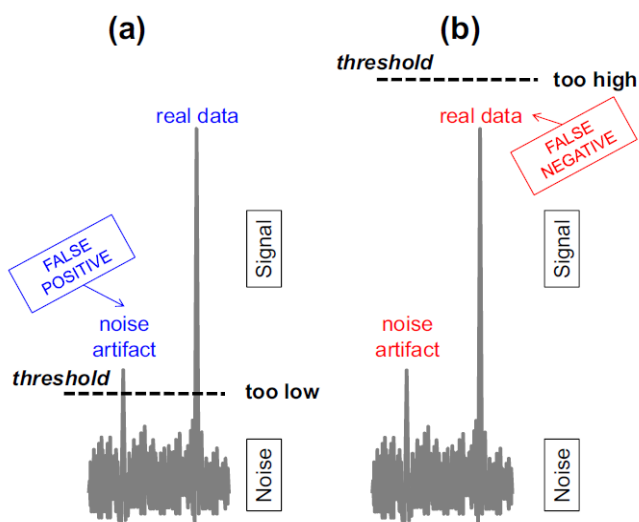 (a)
threshold
too low
real data
FALSE
POSITIVE
noise
artifact
Signal
Noise
(b)
threshold
too high
real data
FALSE
NEGATIVE
noise
artifact
Signal
Noise